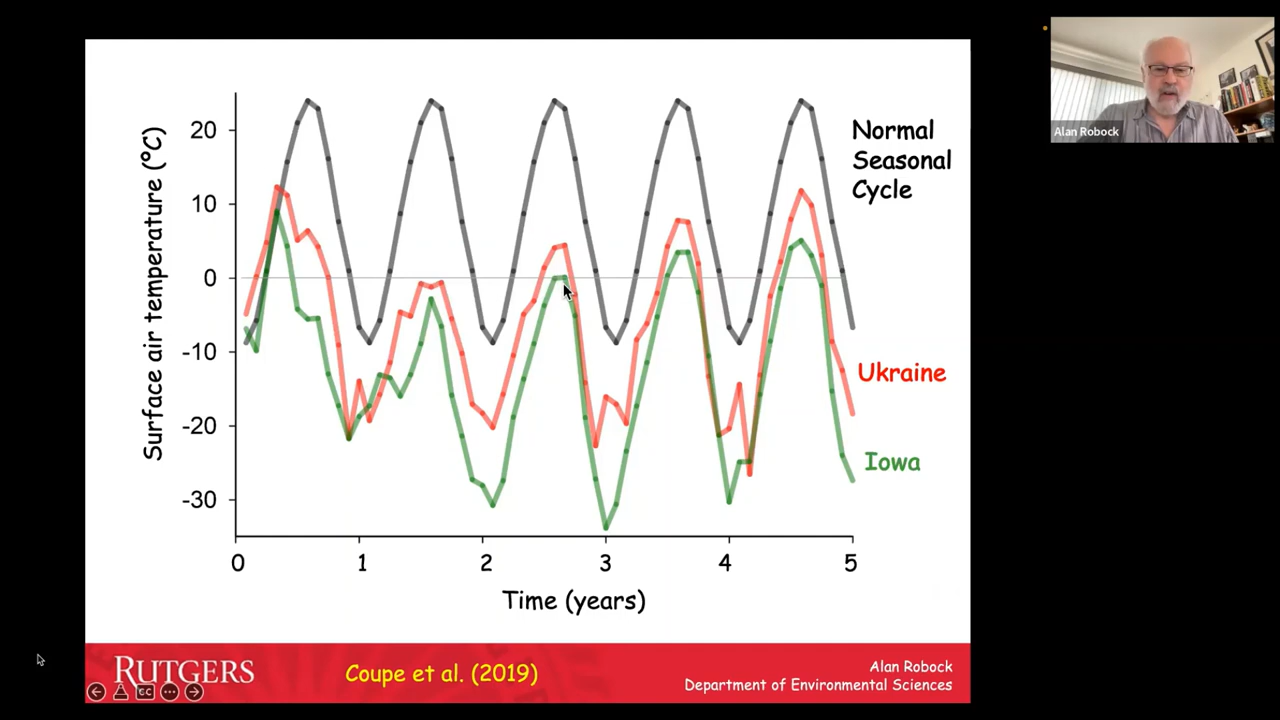 Normal
Seasonal
Cycle
Alan Robock
Surface air temperature (°C)
20
10
0
-10
-20
-30
Ukraine
Iowa
0 1 2 3 4 5
Time (years)
RUTGERS
Coupe et al. (2019)
Alan Robock
Department of Environmental Sciences
CC